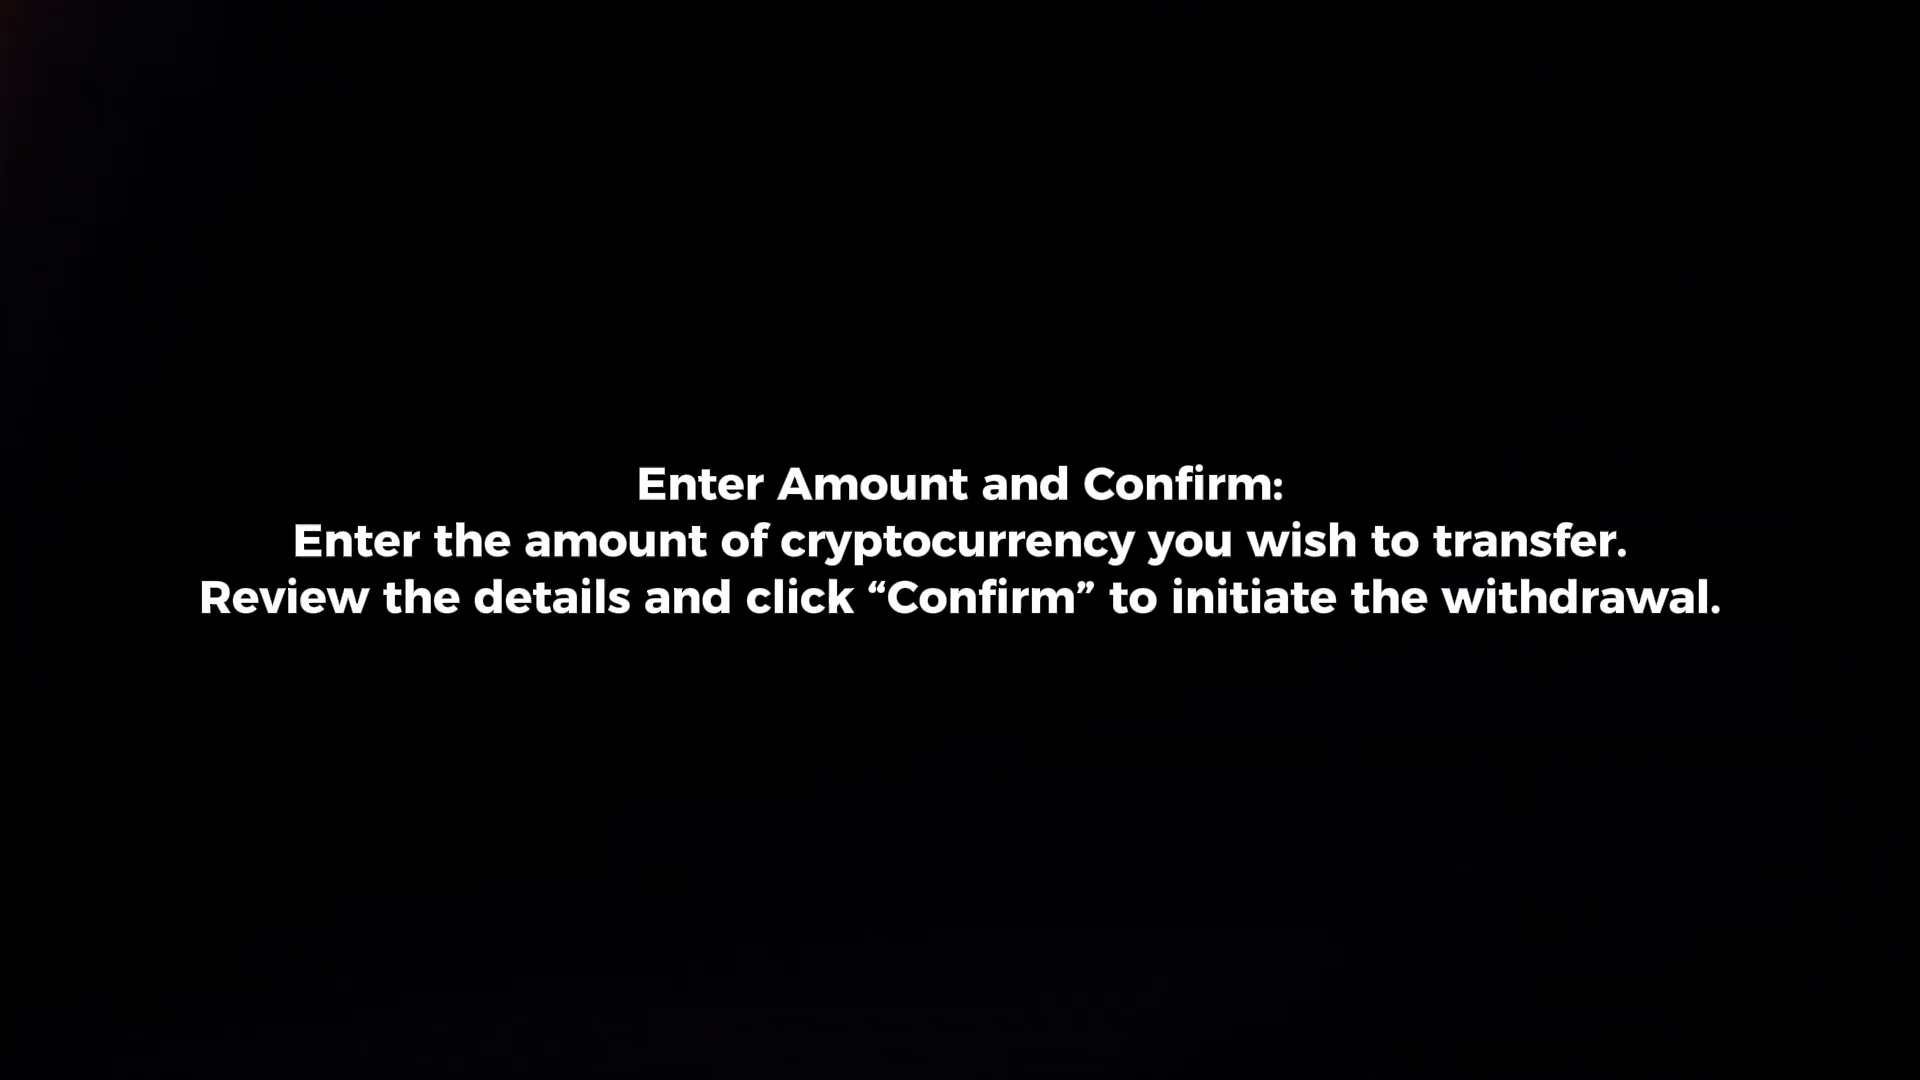 Enter Amount and Confirm:
Enter the amount of cryptocurrency you wish to transfer.
Review the details and click “Confirm” to initiate the withdrawal.